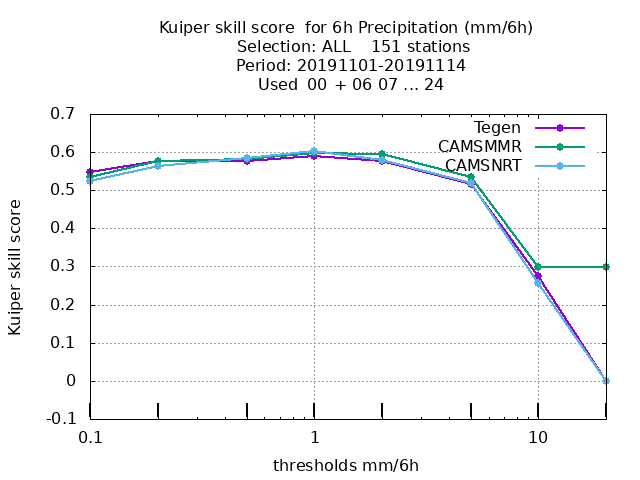 Kuiper skill score  for 6h Precipitation (mm/6h)
Selection: ALL    151 stations
Period: 20191101-20191114
Used  00  + 06 07 ... 24
Tegen
CAMSMMR
CAMSNRT
Kuiper skill score
0.7
0.6
0.5
0.4
0.3
0.2
0.1
0
-0.1
0.1 1 10
thresholds mm/6h